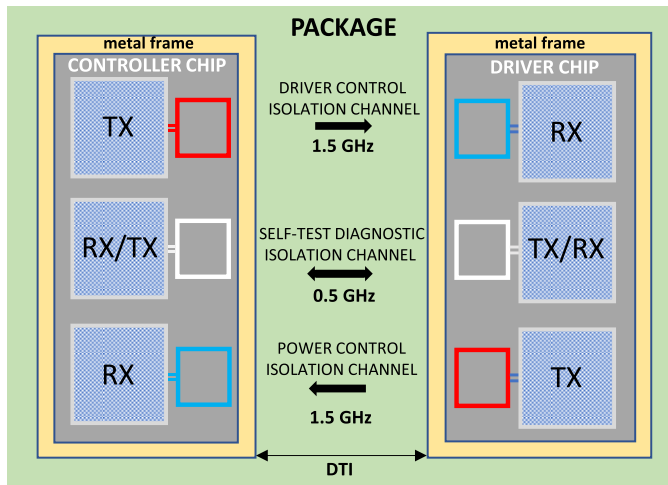 PACKAGE
metal frame
CONTROLLER CHIP
TX
RX/TX
RX
DRIVER CONTROL
ISOLATION CHANNEL
1.5 GHz
SELF-TEST DIAGNOSTIC
ISOLATION CHANNEL
0.5 GHz
POWER CONTROL
ISOLATION CHANNEL
1.5 GHz
DTI
metal frame
DRIVER CHIP
RX
TX/RX
TX